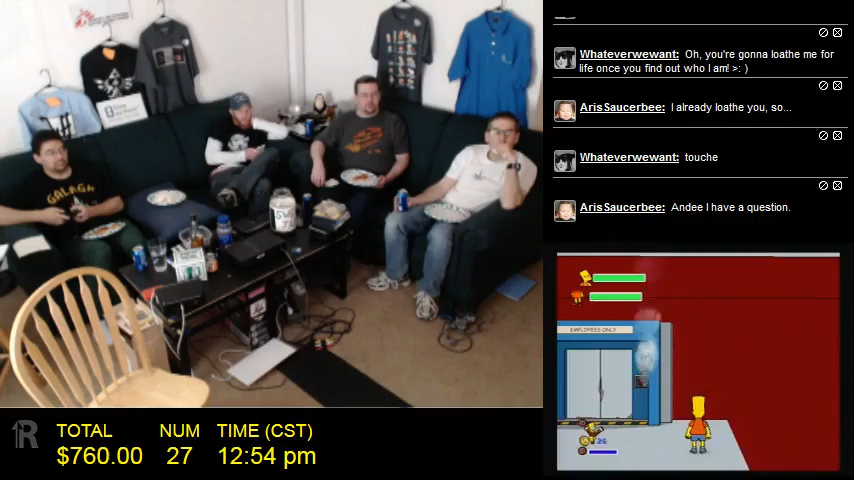 Whateverwewant: Oh, you're gonna loathe me for
life once you find out who I am! >: )
ArisSaucerbee: I already loathe you, so...
Whateverwewant: touche
ArisSaucerbee: Andee I have a question.
GALAGA
EMPLOYEES ONLY
26
R
TOTAL NUM TIME (CST)
$760.00 27 12:54 pm